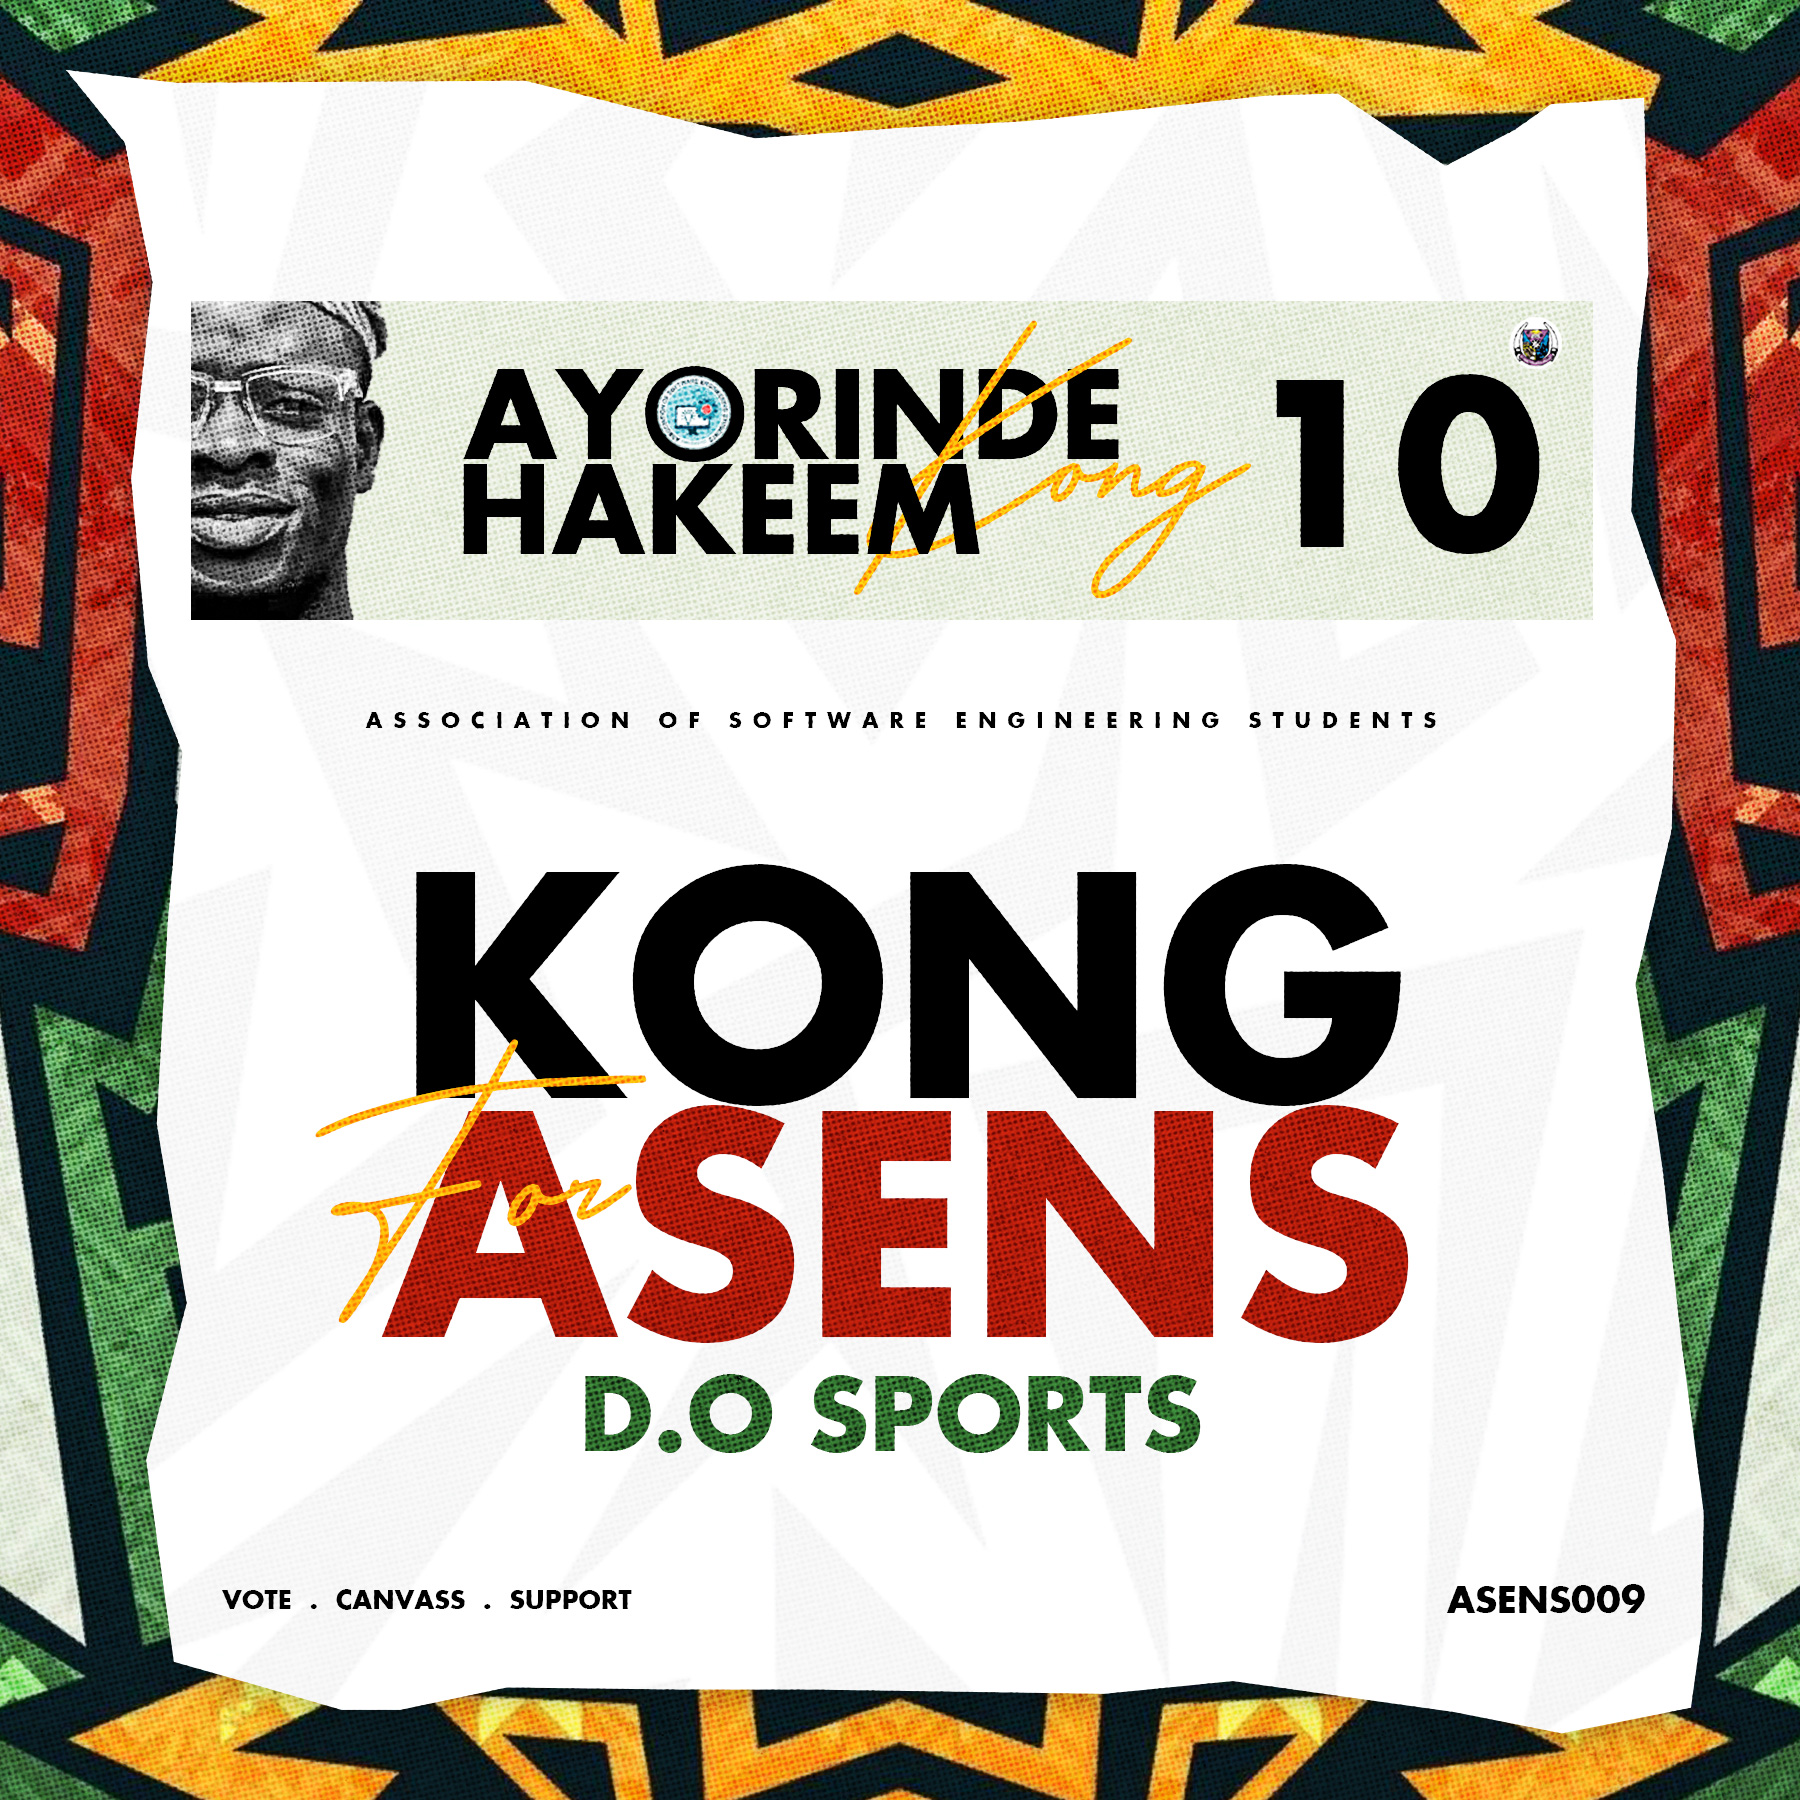 AYORINDE
HAKEEM
Kong
10
ASSOCIATION OF SOFTWARE ENGINEERING STUDENTS
KONG
For
ASENS
D.O SPORTS
VOTE . CANVASS . SUPPORT
ASENS009